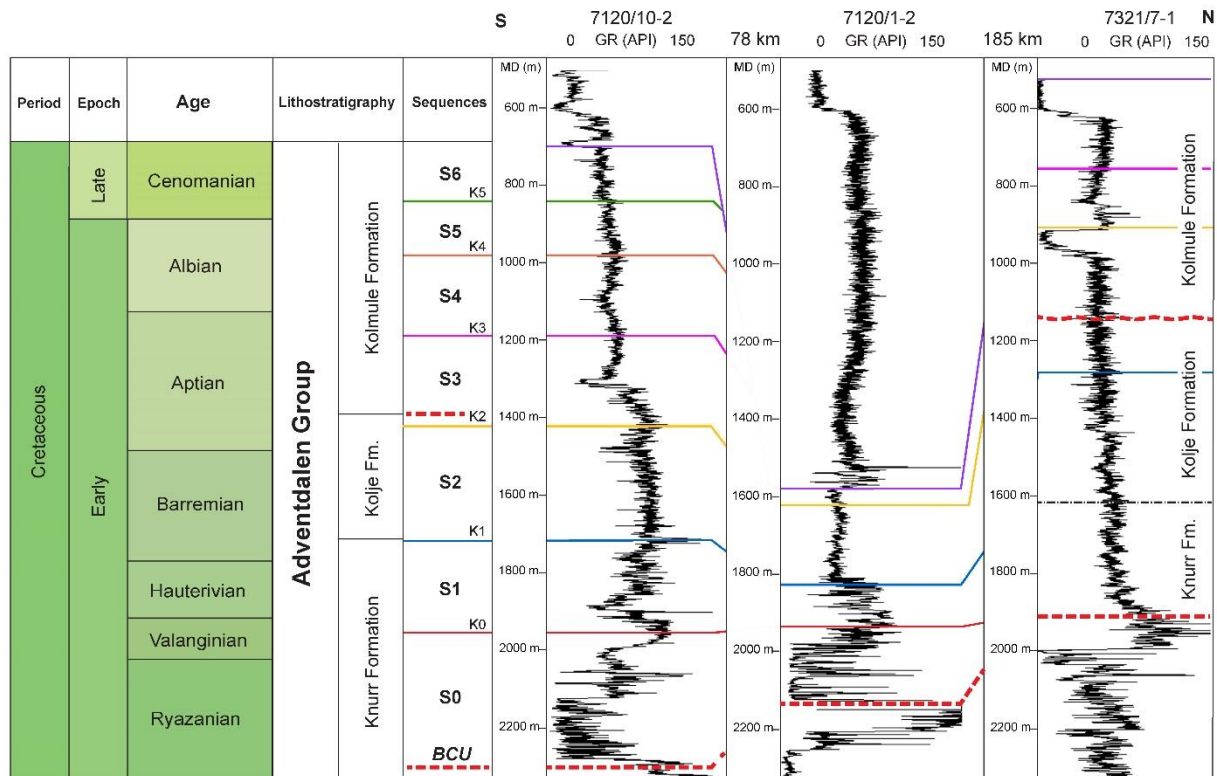 S
7120/10-2
0 GR (API) 150
78 km
7120/1-2
0 GR (API) 150
185 km
7321/7-1
N
0 GR (API) 150
Period
Epoch
Age
Lithostratigraphy
Sequences
MD (m)
MD (m)
MD (m)
Cretaceous
Late
Early
Cenomanian
Albian
Aptian
Barremian
Hauterivian
Valanginian
Ryazanian
Adventdalen Group
Kolmule Formation
Kolje Fm.
Knurr Formation
S6
K5
S5
K4
S4
K3
S3
K2
S2
K1
S1
K0
S0
BCU
600 m
800 m
1000 m
1200 m
1400 m
1600 m
1800 m
2000 m
2200 m
600 m
800 m
1000 m
1200 m
1400 m
1600 m
1800 m
2000 m
2200 m
600 m
800 m
1000 m
1200 m
1400 m
1600 m
1800 m
2000 m
2200 m
Kolmule Formation
Kolje Formation
Knurr Fm.